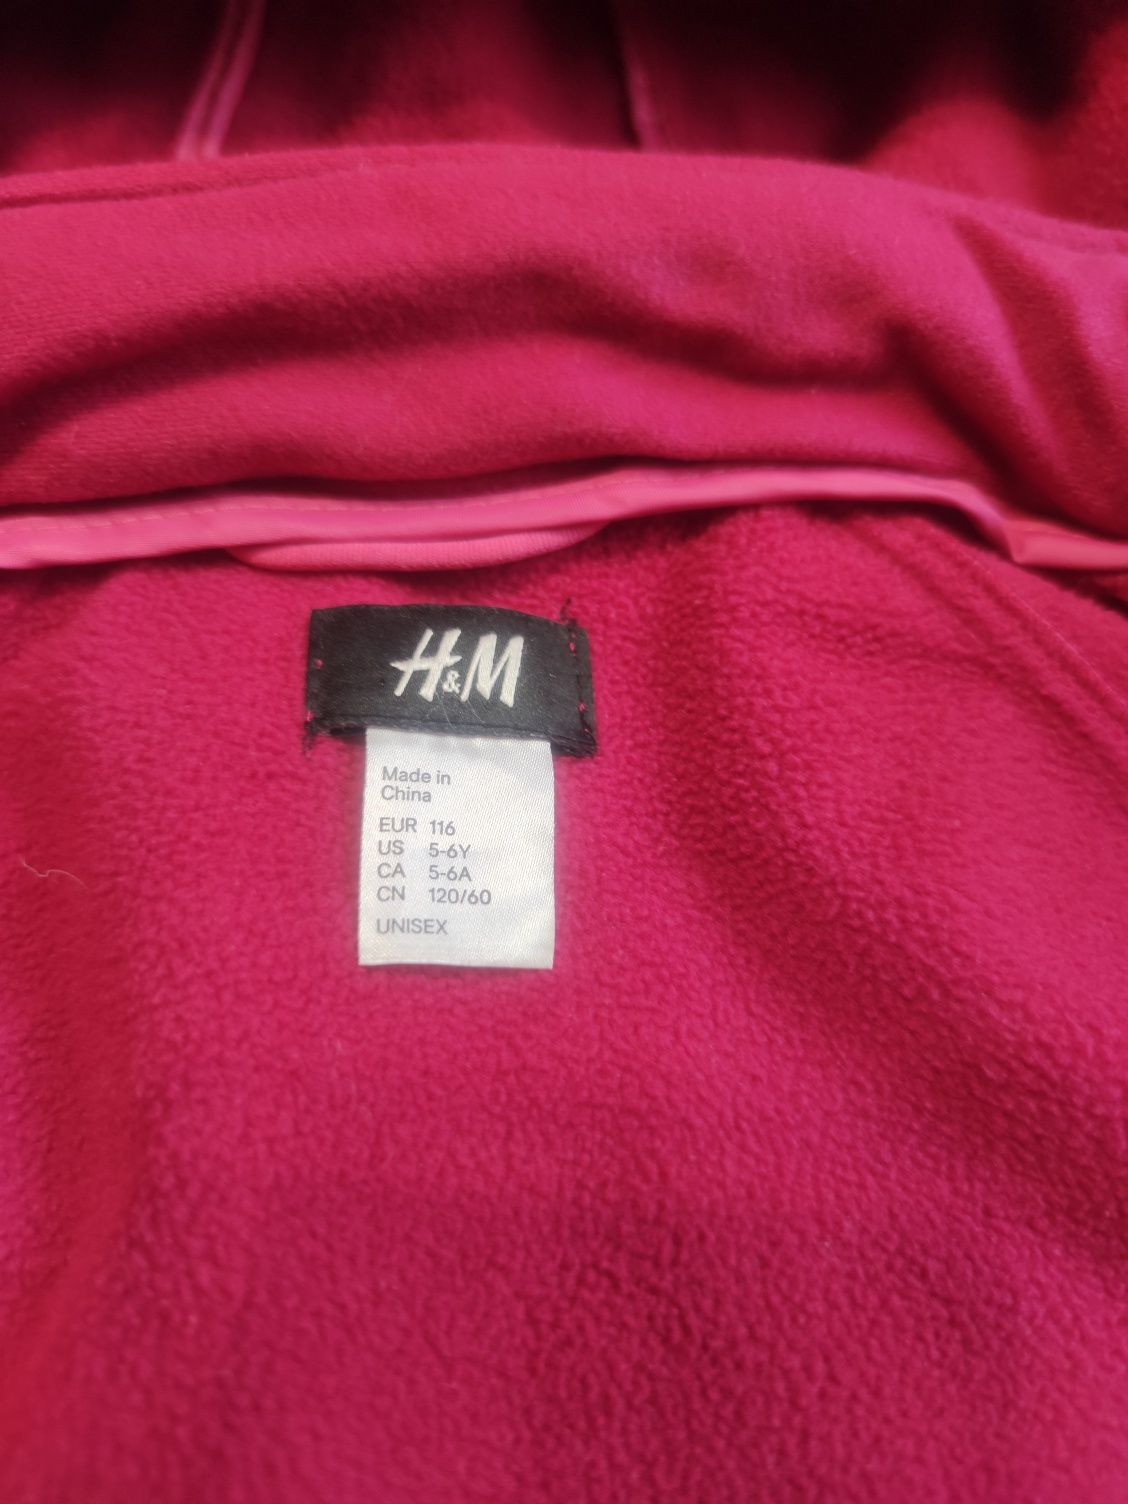 H&M
Made in
China
EUR 116
US 5-6Y
CA 5-6A
CN 120/60
UNISEX